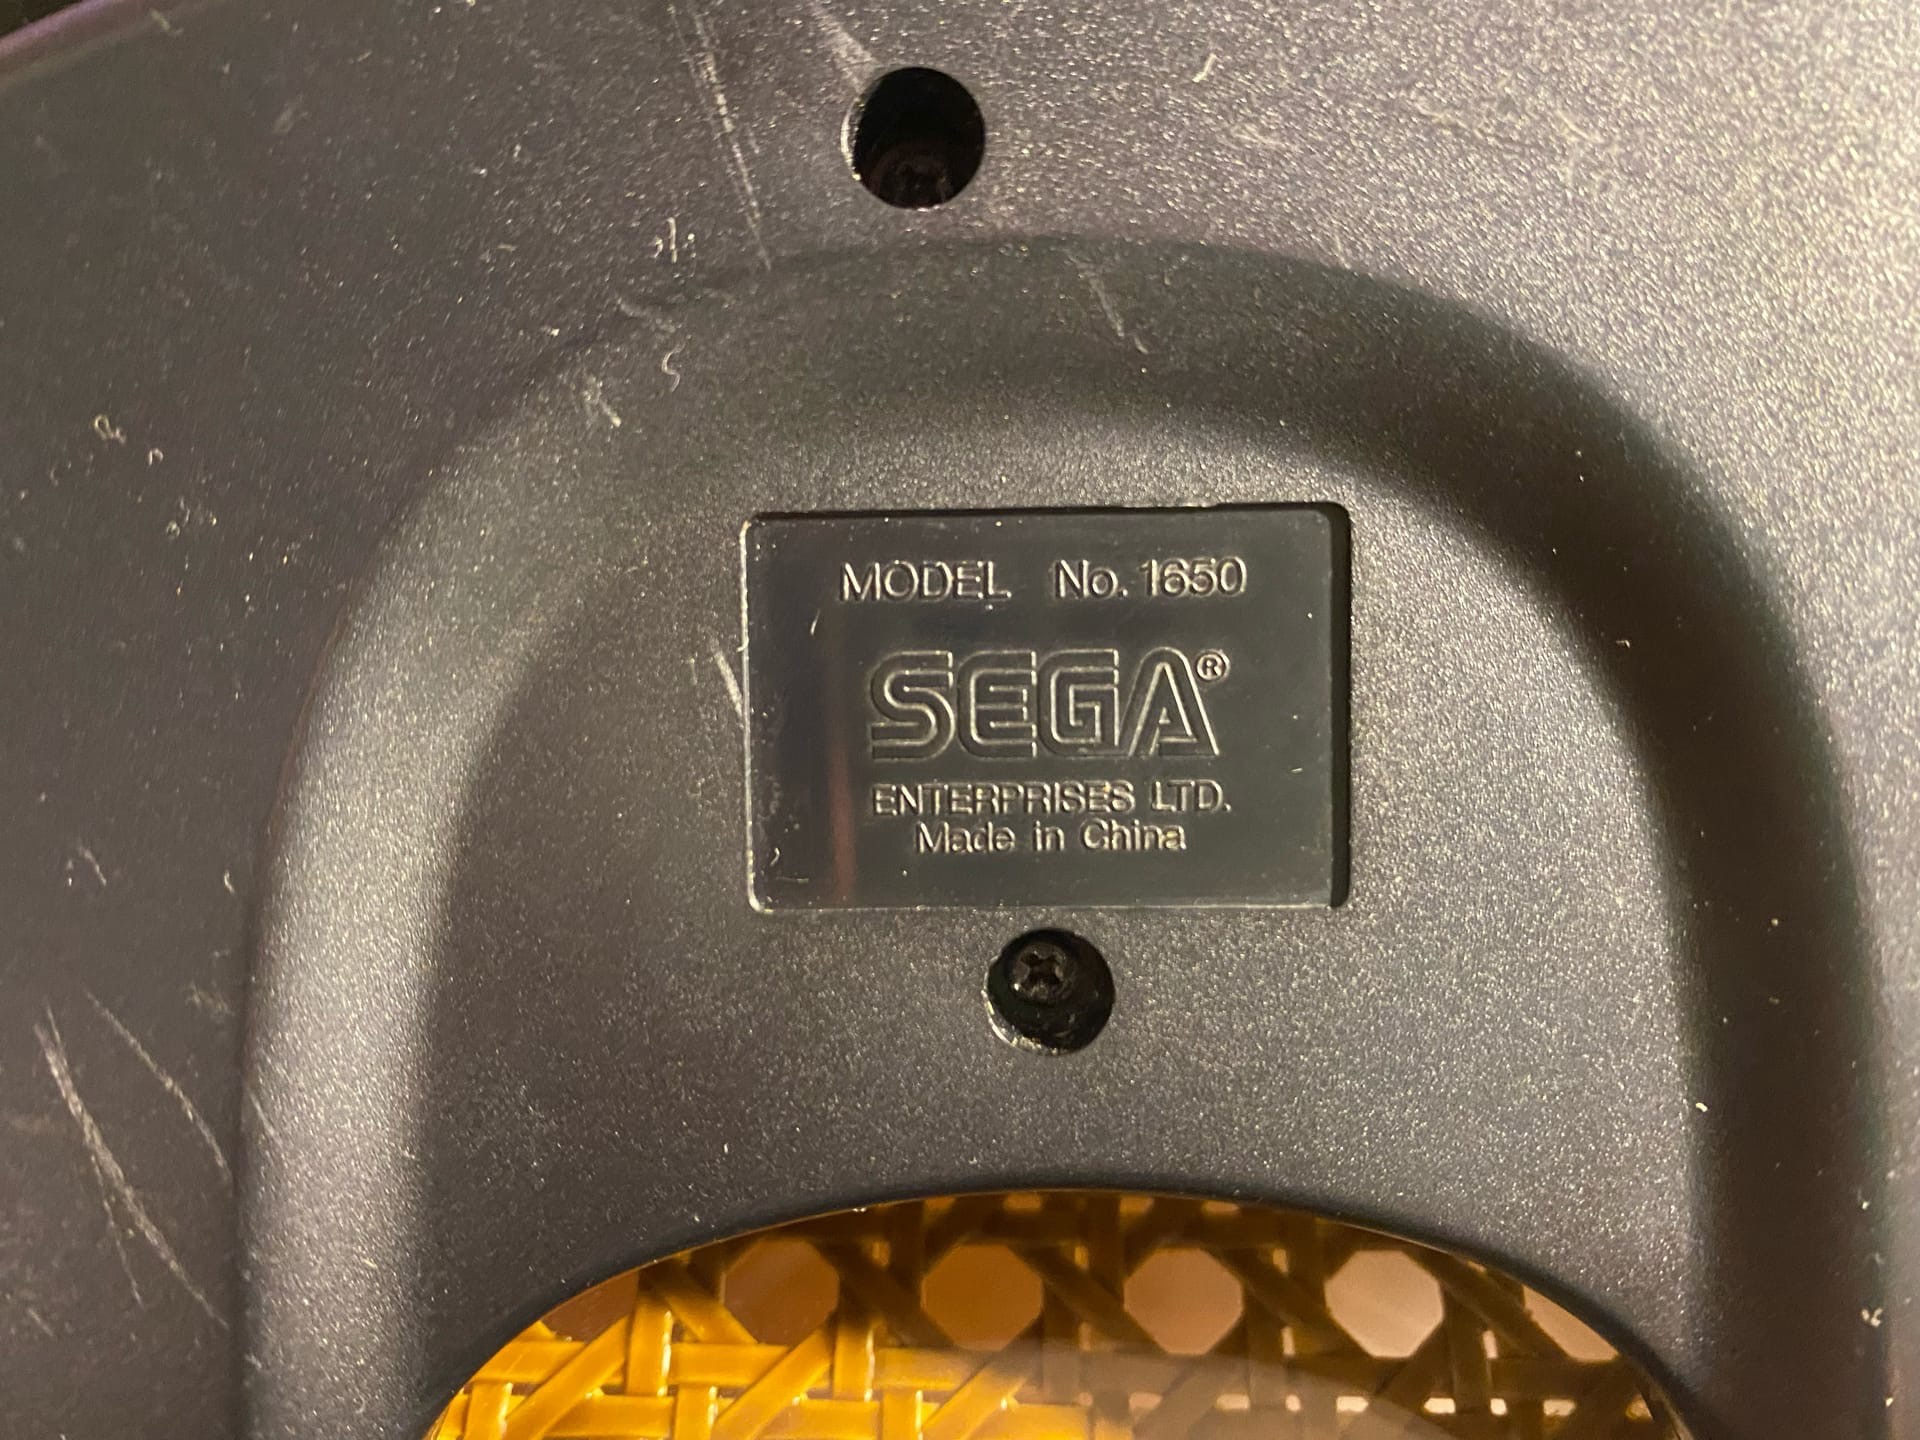 MODEL No. 1650
SEGA®
ENTERPRISES LTD.
Made in China